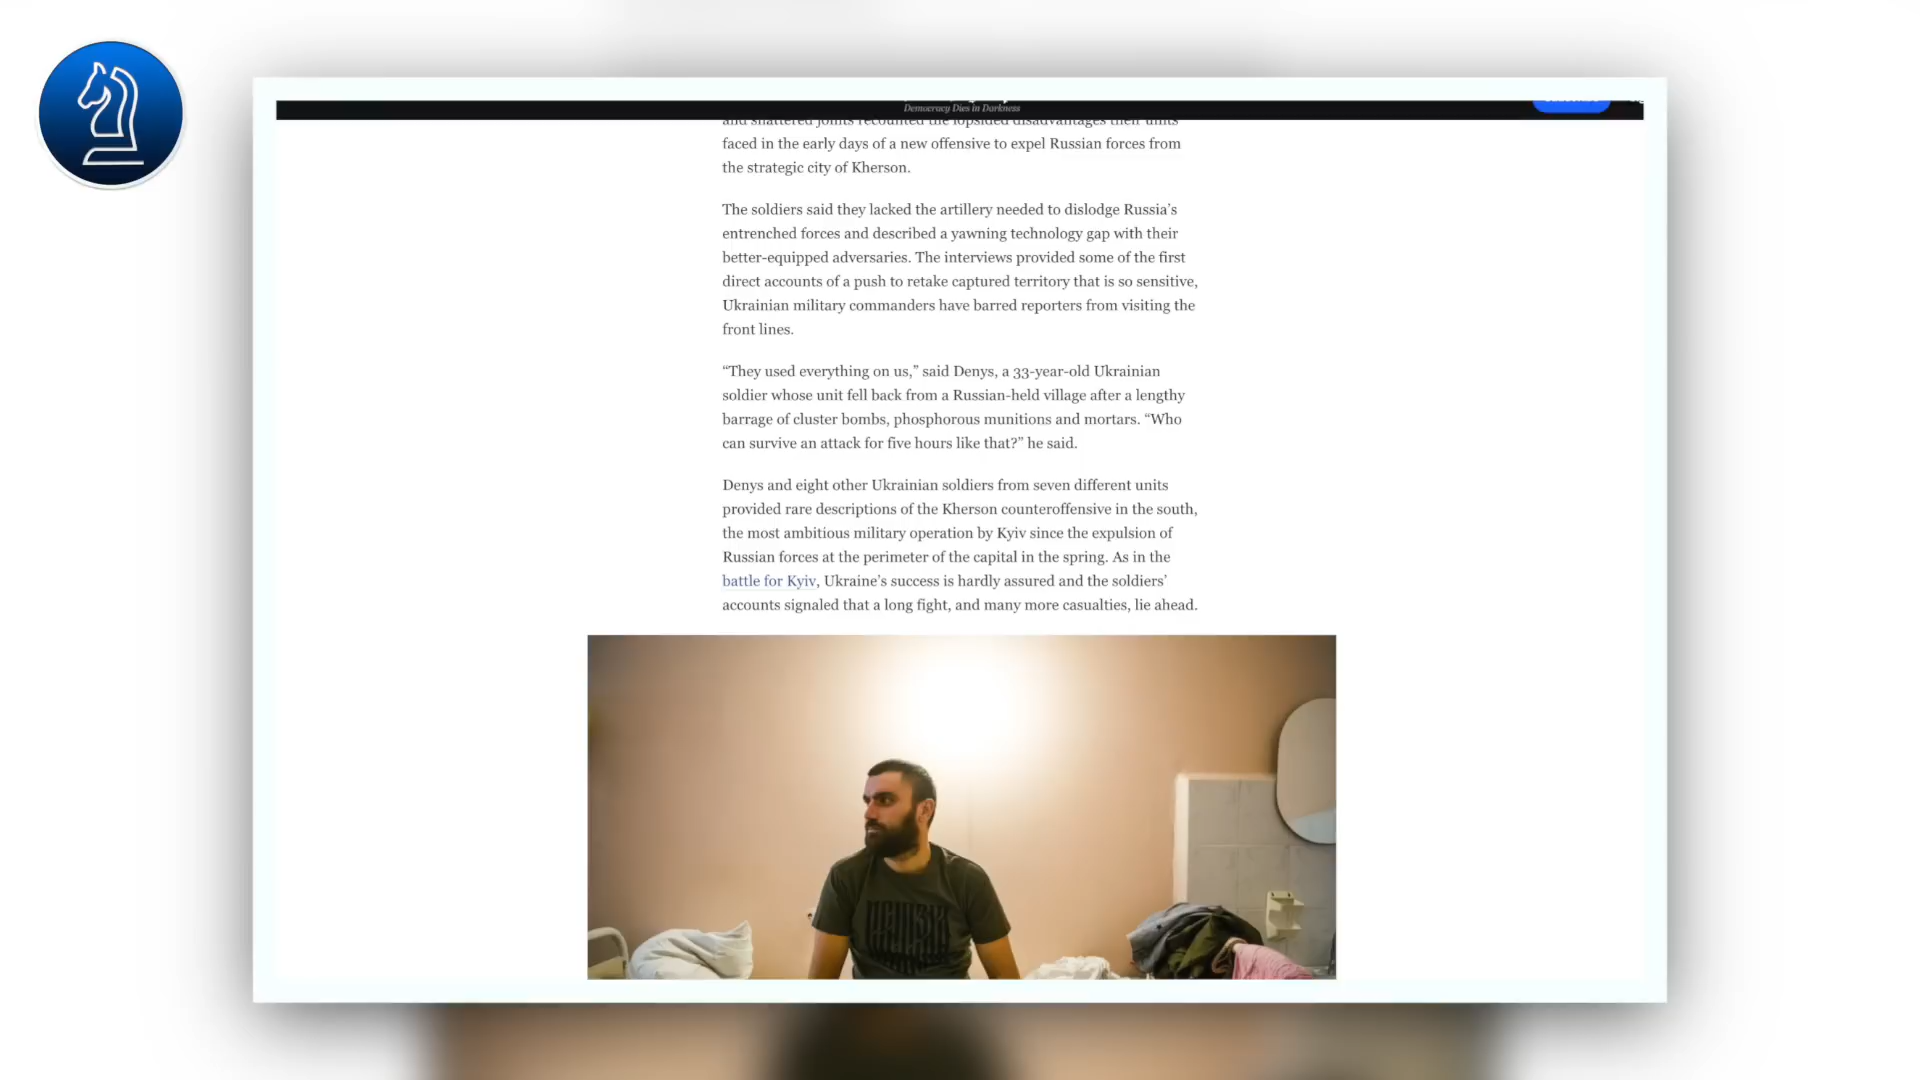 Democracy Dies in Darkness
and shattered joints recounted the lopsided disadvantages their units
faced in the early days of a new offensive to expel Russian forces from
the strategic city of Kherson.
The soldiers said they lacked the artillery needed to dislodge Russia’s
entrenched forces and described a yawning technology gap with their
better-equipped adversaries. The interviews provided some of the first
direct accounts of a push to retake captured territory that is so sensitive,
Ukrainian military commanders have barred reporters from visiting the
front lines.
“They used everything on us,” said Denys, a 33-year-old Ukrainian
soldier whose unit fell back from a Russian-held village after a lengthy
barrage of cluster bombs, phosphorous munitions and mortars. “Who
can survive an attack for five hours like that?” he said.
Denys and eight other Ukrainian soldiers from seven different units
provided rare descriptions of the Kherson counteroffensive in the south,
the most ambitious military operation by Kyiv since the expulsion of
Russian forces at the perimeter of the capital in the spring. As in the
battle for Kyiv, Ukraine’s success is hardly assured and the soldiers’
accounts signaled that a long fight, and many more casualties, lie ahead.